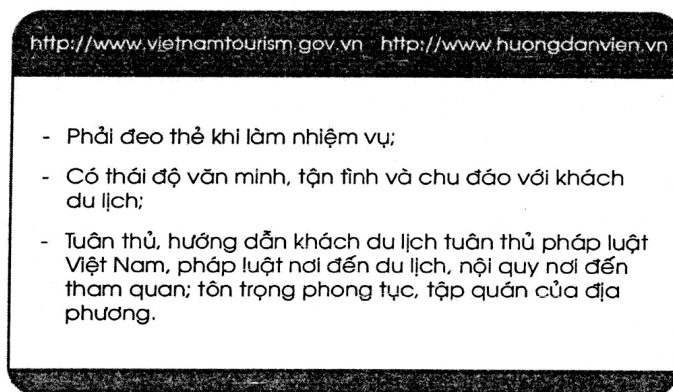 http://www.vietnamtourism.gov.vn http://www.huongdanvien.vn
- Phải đeo thẻ khi làm nhiệm vụ;
- Có thái độ văn minh, tận tình và chu đáo với khách
du lịch;
- Tuân thủ, hướng dẫn khách du lịch tuân thủ pháp luật
Việt Nam, pháp luật nơi đến du lịch, nội quy nơi đến
tham quan; tôn trọng phong tục, tập quán của địa
phương.